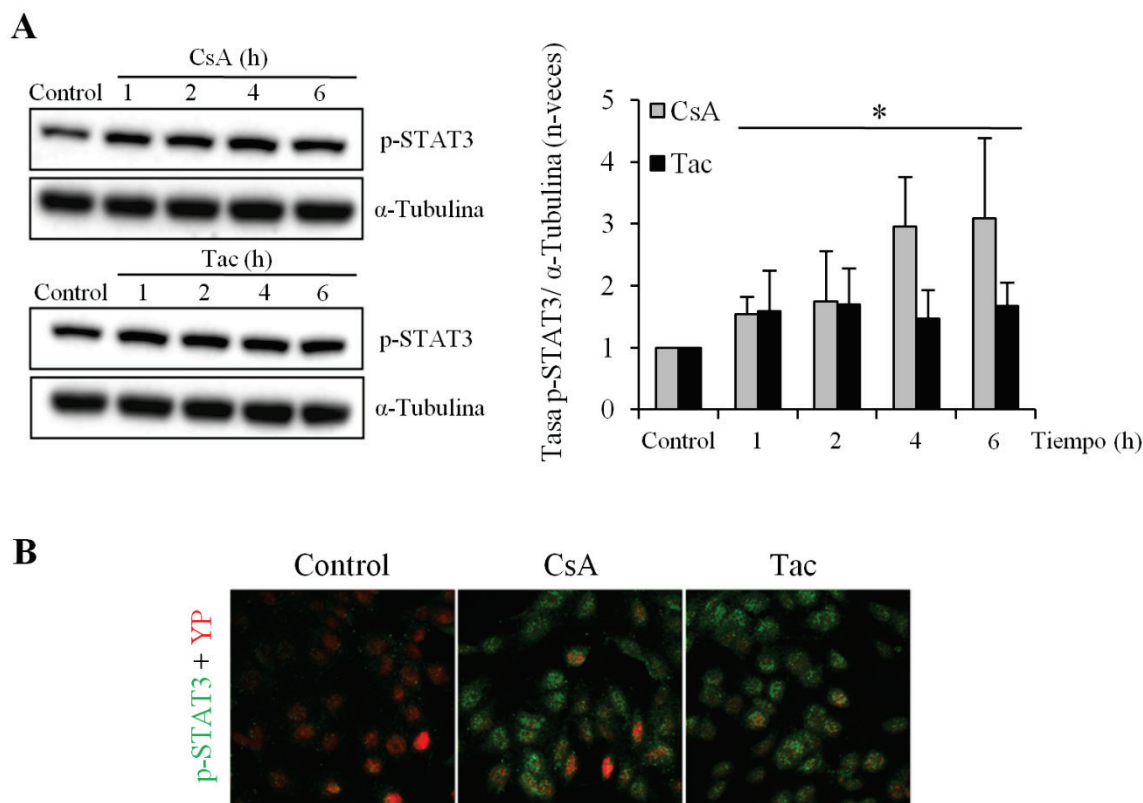 A
CsA (h)
Control 1 2 4 6
p-STAT3
α-Tubulina
Tac (h)
Control 1 2 4 6
p-STAT3
α-Tubulina
Tasa p-STAT3/ α-Tubulina (n-veces)
5
4
3
2
1
0
CsA
Tac
*
Control 1 2 4 6 Tiempo (h)
B
Control CsA Tac
p-STAT3 + YP